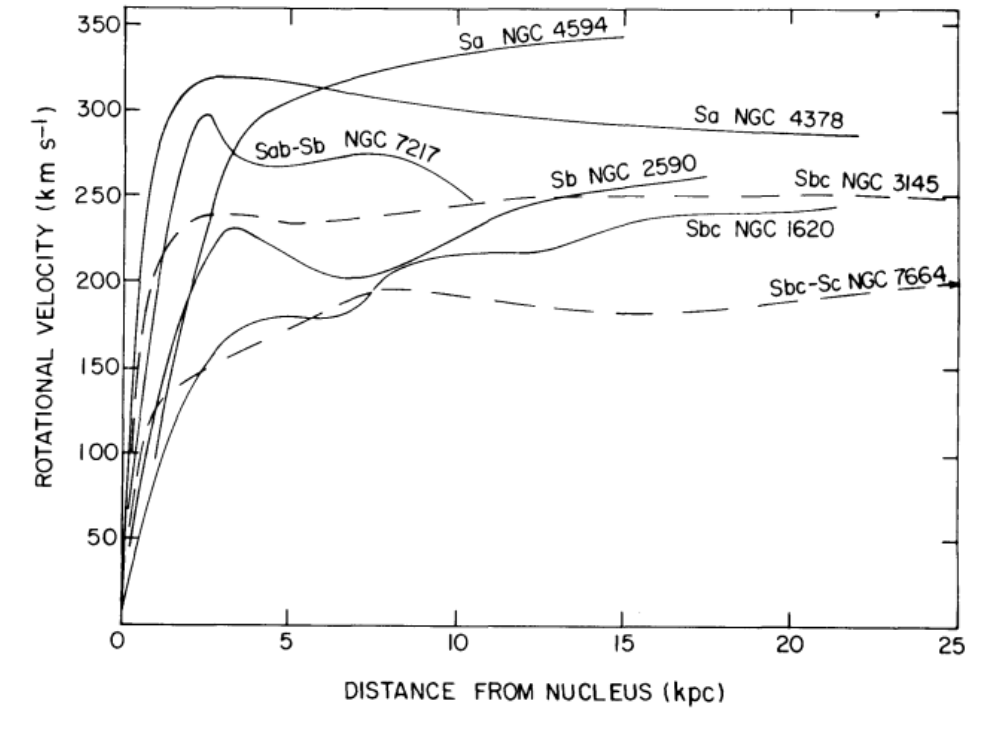 350
300
250
200
150
100
50
0
5
10
15
20
25
ROTATIONAL VELOCITY (km s⁻¹)
DISTANCE FROM NUCLEUS (kpc)
Sa NGC 4594
Sa NGC 4378
Sab-Sb NGC 7217
Sb NGC 2590
Sbc NGC 3145
Sbc NGC 1620
Sbc-Sc NGC 7664